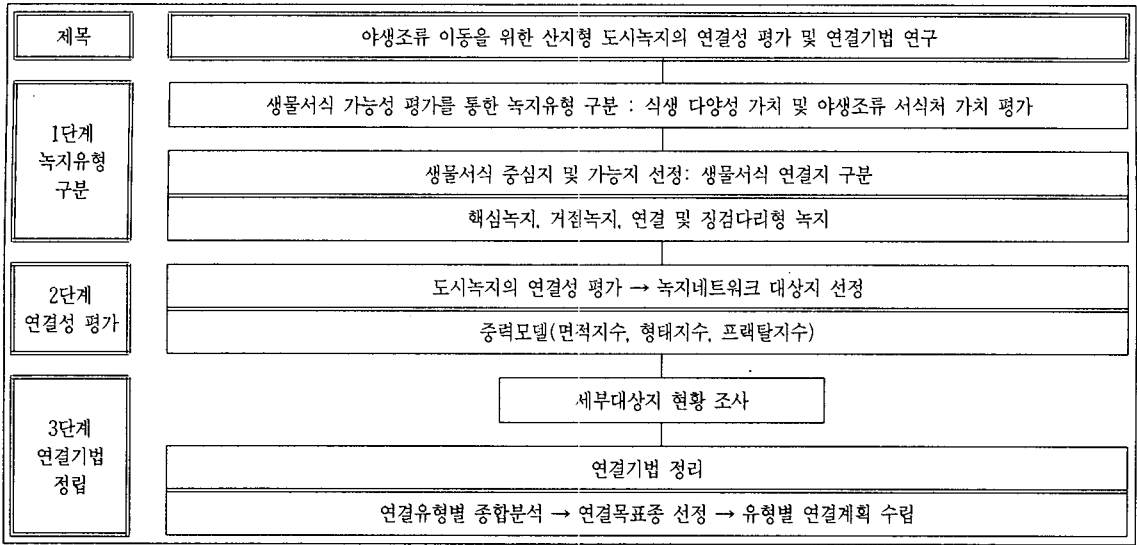 제목
야생조류 이동을 위한 산지형 도시녹지의 연결성 평가 및 연결기법 연구
1단계
녹지유형
구분
생물서식 가능성 평가를 통한 녹지유형 구분 : 식생 다양성 가치 및 야생조류 서식처 가치 평가
생물서식 중심지 및 가능지 선정: 생물서식 연결지 구분
핵심녹지, 거점녹지, 연결 및 징검다리형 녹지
2단계
연결성 평가
도시녹지의 연결성 평가 → 녹지네트워크 대상지 선정
중력모델(면적지수, 형태지수, 프랙탈지수)
3단계
연결기법
정립
세부대상지 현황 조사
연결기법 정리
연결유형별 종합분석 → 연결목표종 선정 → 유형별 연결계획 수립